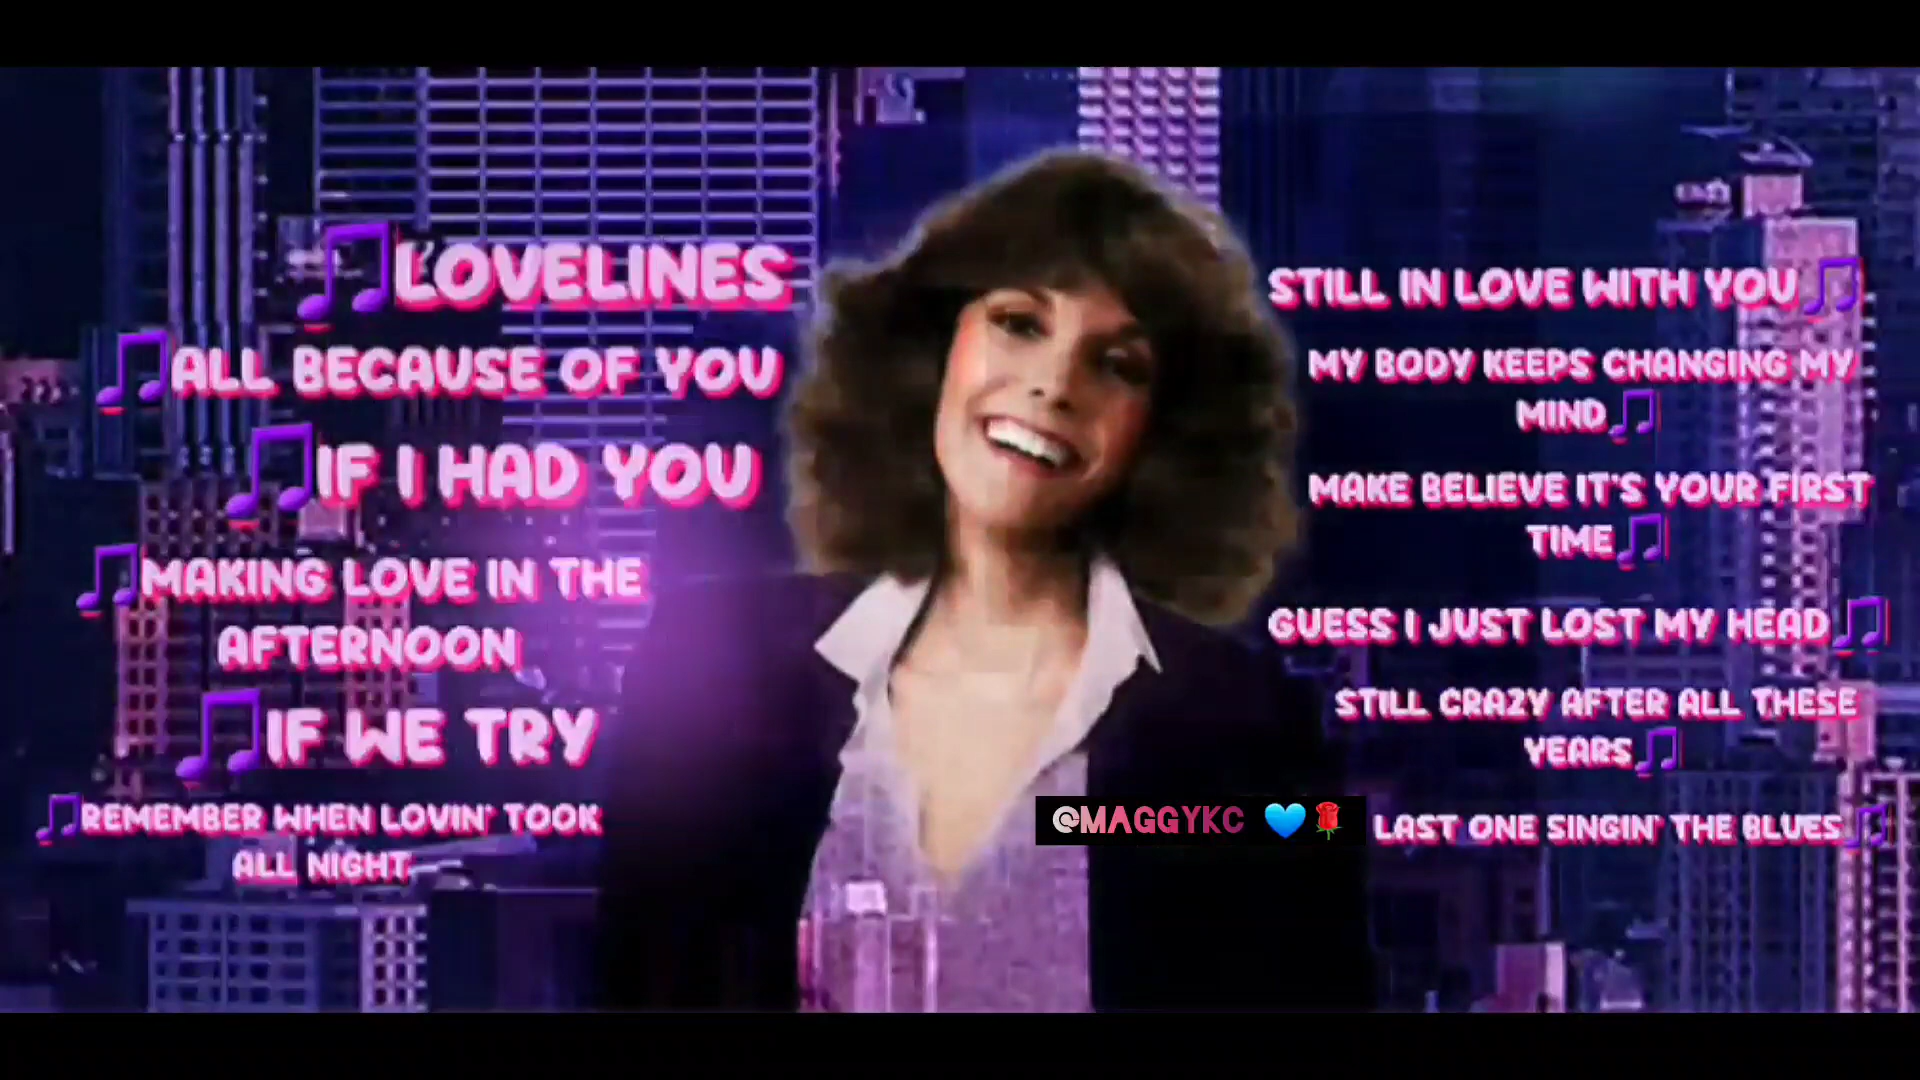 LOVELINES
ALL BECAUSE OF YOU
IF I HAD YOU
MAKING LOVE IN THE
AFTERNOON
IF WE TRY
REMEMBER WHEN LOVIN' TOOK
ALL NIGHT
STILL IN LOVE WITH YOU
MY BODY KEEPS CHANGING MY
MIND
MAKE BELIEVE IT'S YOUR FIRST
TIME
GUESS I JUST LOST MY HEAD
STILL CRAZY AFTER ALL THESE
YEARS
LAST ONE SINGIN' THE BLUES
@MAGGYKC